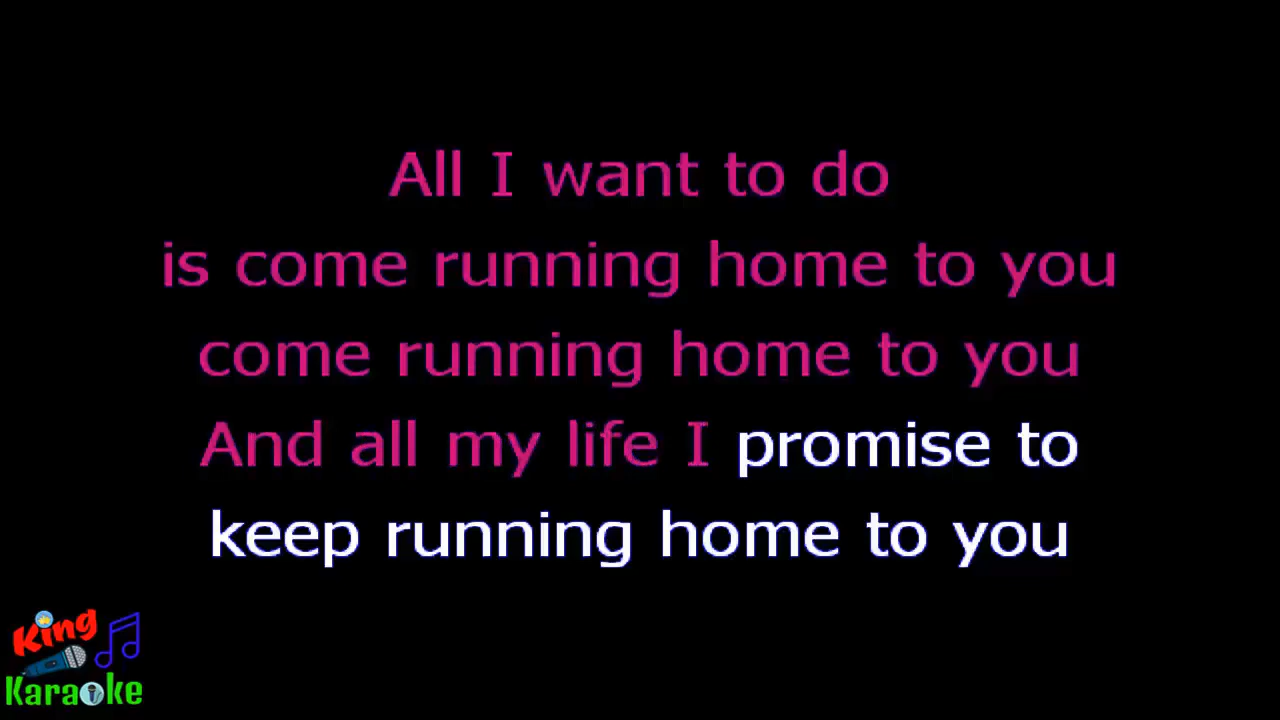 All I want to do
is come running home to you
come running home to you
And all my life I promise to
keep running home to you
King
Karaoke